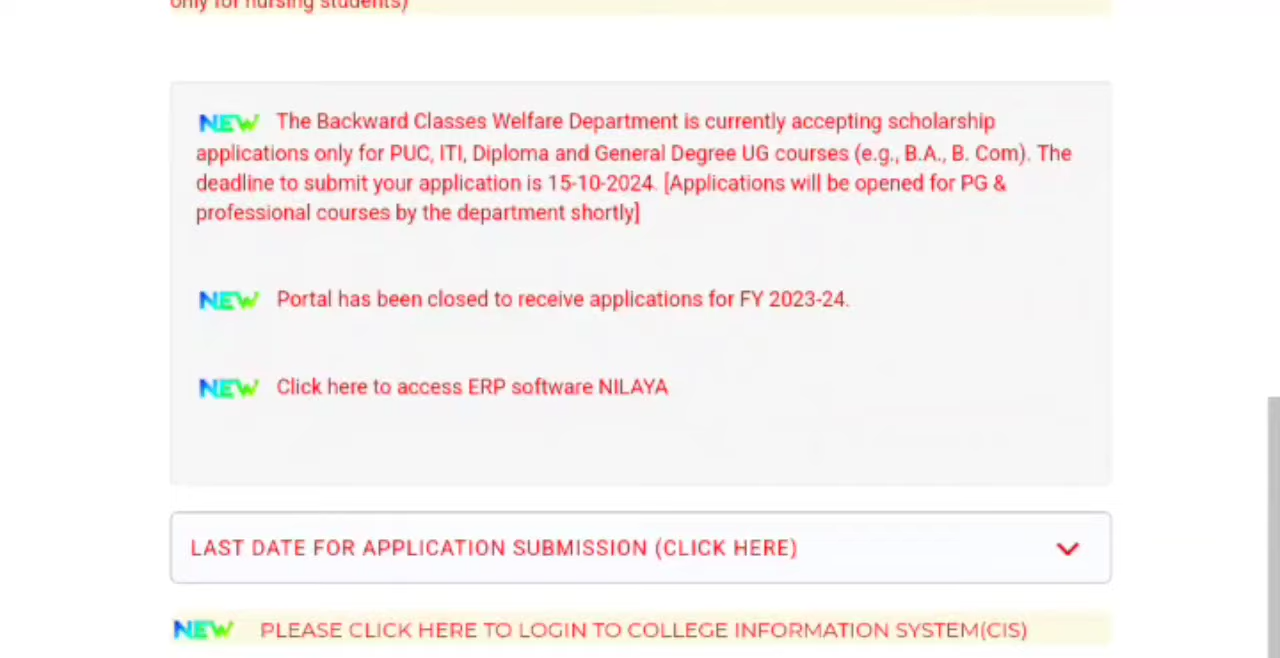 only for nursing students)
NEW The Backward Classes Welfare Department is currently accepting scholarship
applications only for PUC, ITI, Diploma and General Degree UG courses (e.g., B.A., B. Com). The
deadline to submit your application is 15-10-2024. [Applications will be opened for PG &
professional courses by the department shortly]
NEW Portal has been closed to receive applications for FY 2023-24.
NEW Click here to access ERP software NILAYA
LAST DATE FOR APPLICATION SUBMISSION (CLICK HERE)
NEW PLEASE CLICK HERE TO LOGIN TO COLLEGE INFORMATION SYSTEM(CIS)